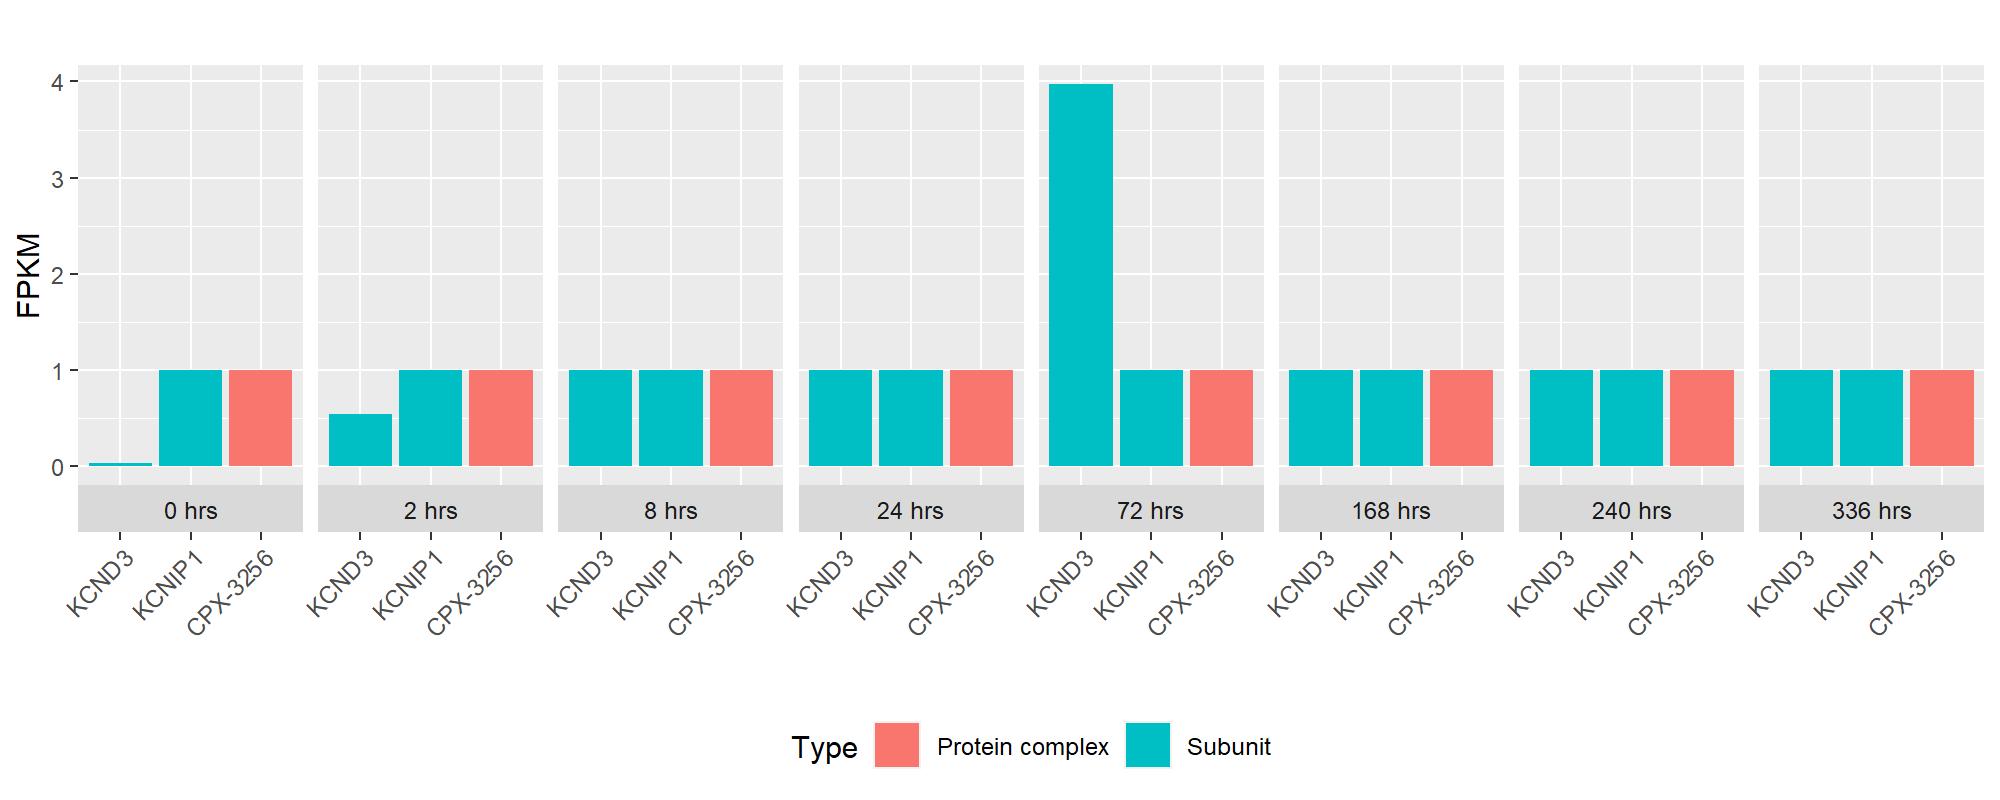 FPKM
4
3
2
1
0
0 hrs
2 hrs
8 hrs
24 hrs
72 hrs
168 hrs
240 hrs
336 hrs
KCND3
KCNIP1
CPX-3256
KCND3
KCNIP1
CPX-3256
KCND3
KCNIP1
CPX-3256
KCND3
KCNIP1
CPX-3256
KCND3
KCNIP1
CPX-3256
KCND3
KCNIP1
CPX-3256
KCND3
KCNIP1
CPX-3256
KCND3
KCNIP1
CPX-3256
Type Protein complex Subunit